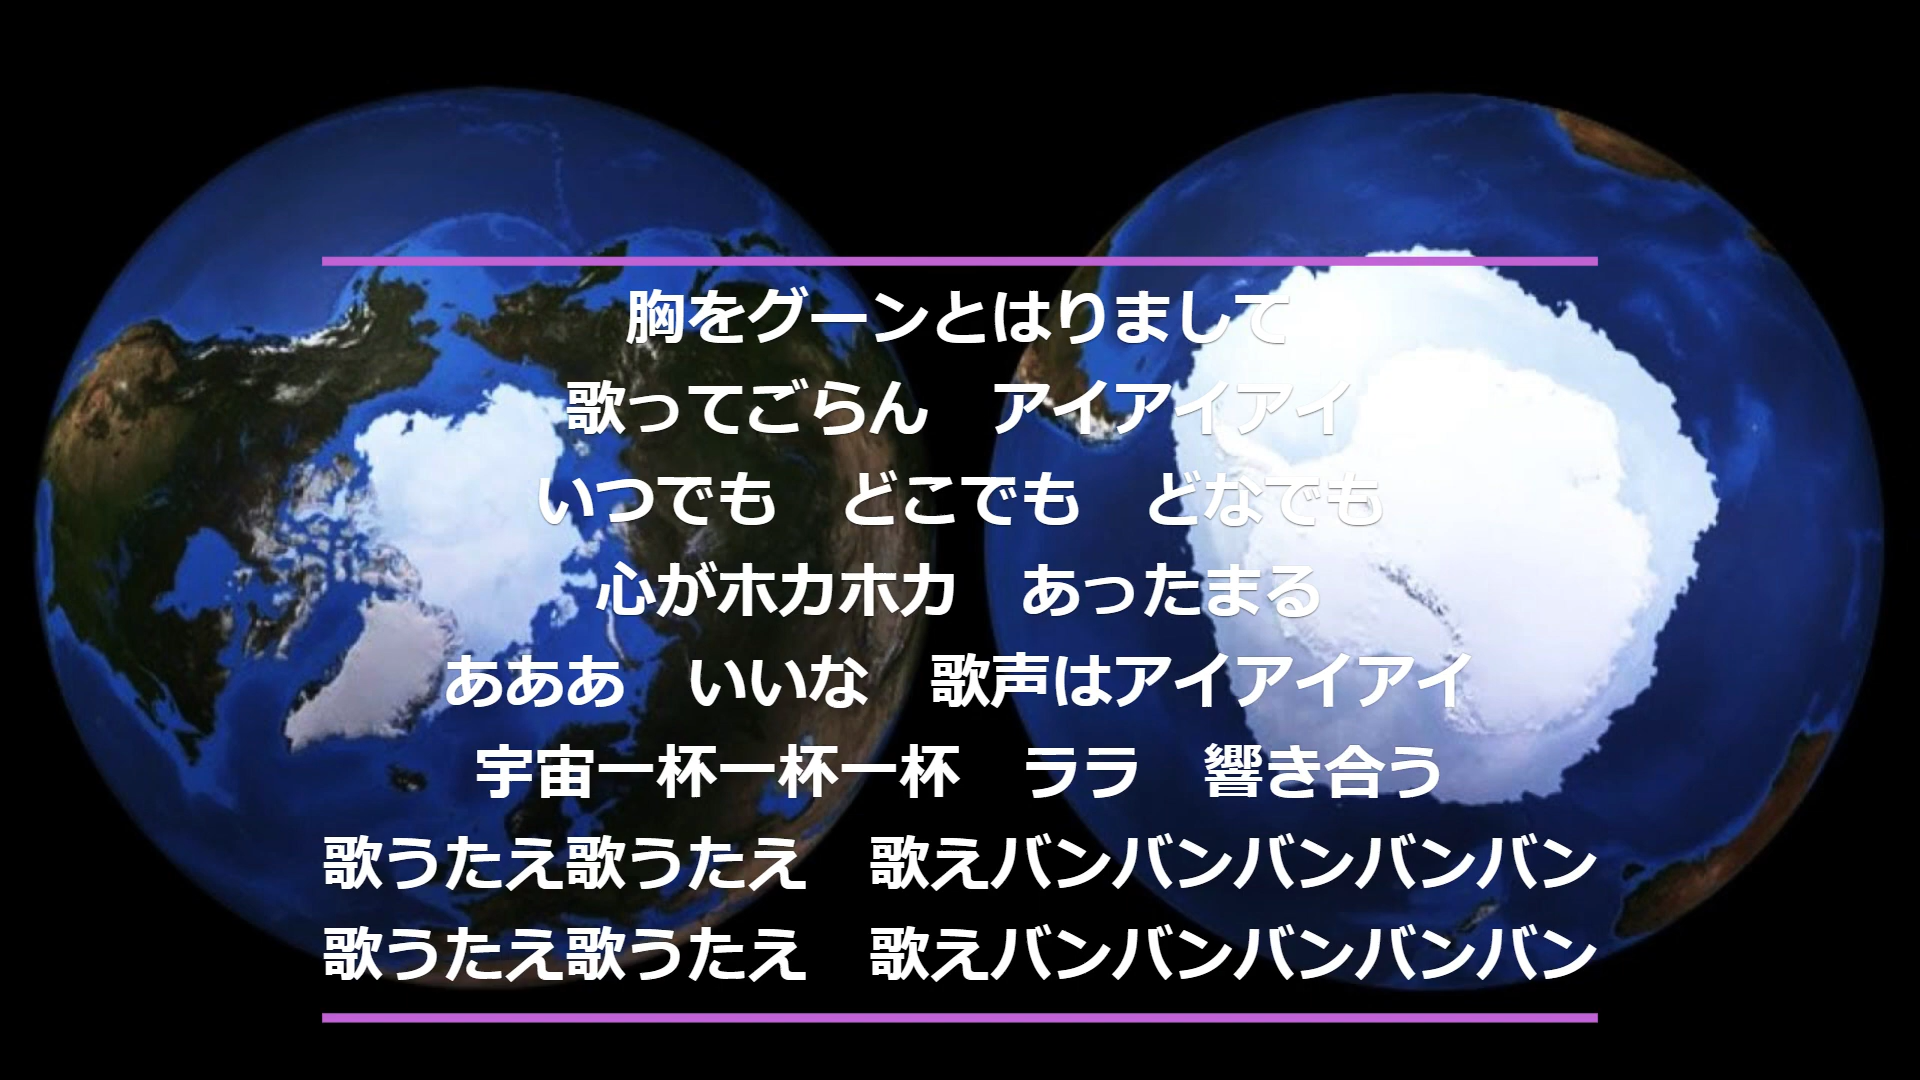 胸をグーンとはりまして
歌ってごらん　アイアイアイ
いつでも　どこでも　どなでも
心がホカホカ　あったまる
あああ　いいな　歌声はアイアイアイ
宇宙一杯一杯一杯　ララ　響き合う
歌うたえ歌うたえ　歌えバンバンバンバンバン
歌うたえ歌うたえ　歌えバンバンバンバンバン